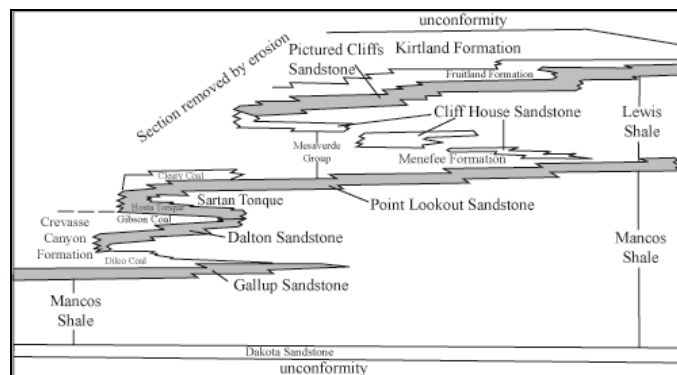 unconformity
Pictured Cliffs
Sandstone
Kirtland Formation
Fruitland Formation
Section removed by erosion
Cliff House Sandstone
Lewis
Shale
Mesaverde
Group
Menefee Formation
Cleary Coal
Sartan Tonque
Hosta Tonque
Point Lookout Sandstone
Gibson Coal
Crevasse
Canyon
Formation
Dalton Sandstone
Dilco Coal
Mancos
Shale
Gallup Sandstone
Mancos
Shale
Dakota Sandstone
unconformity